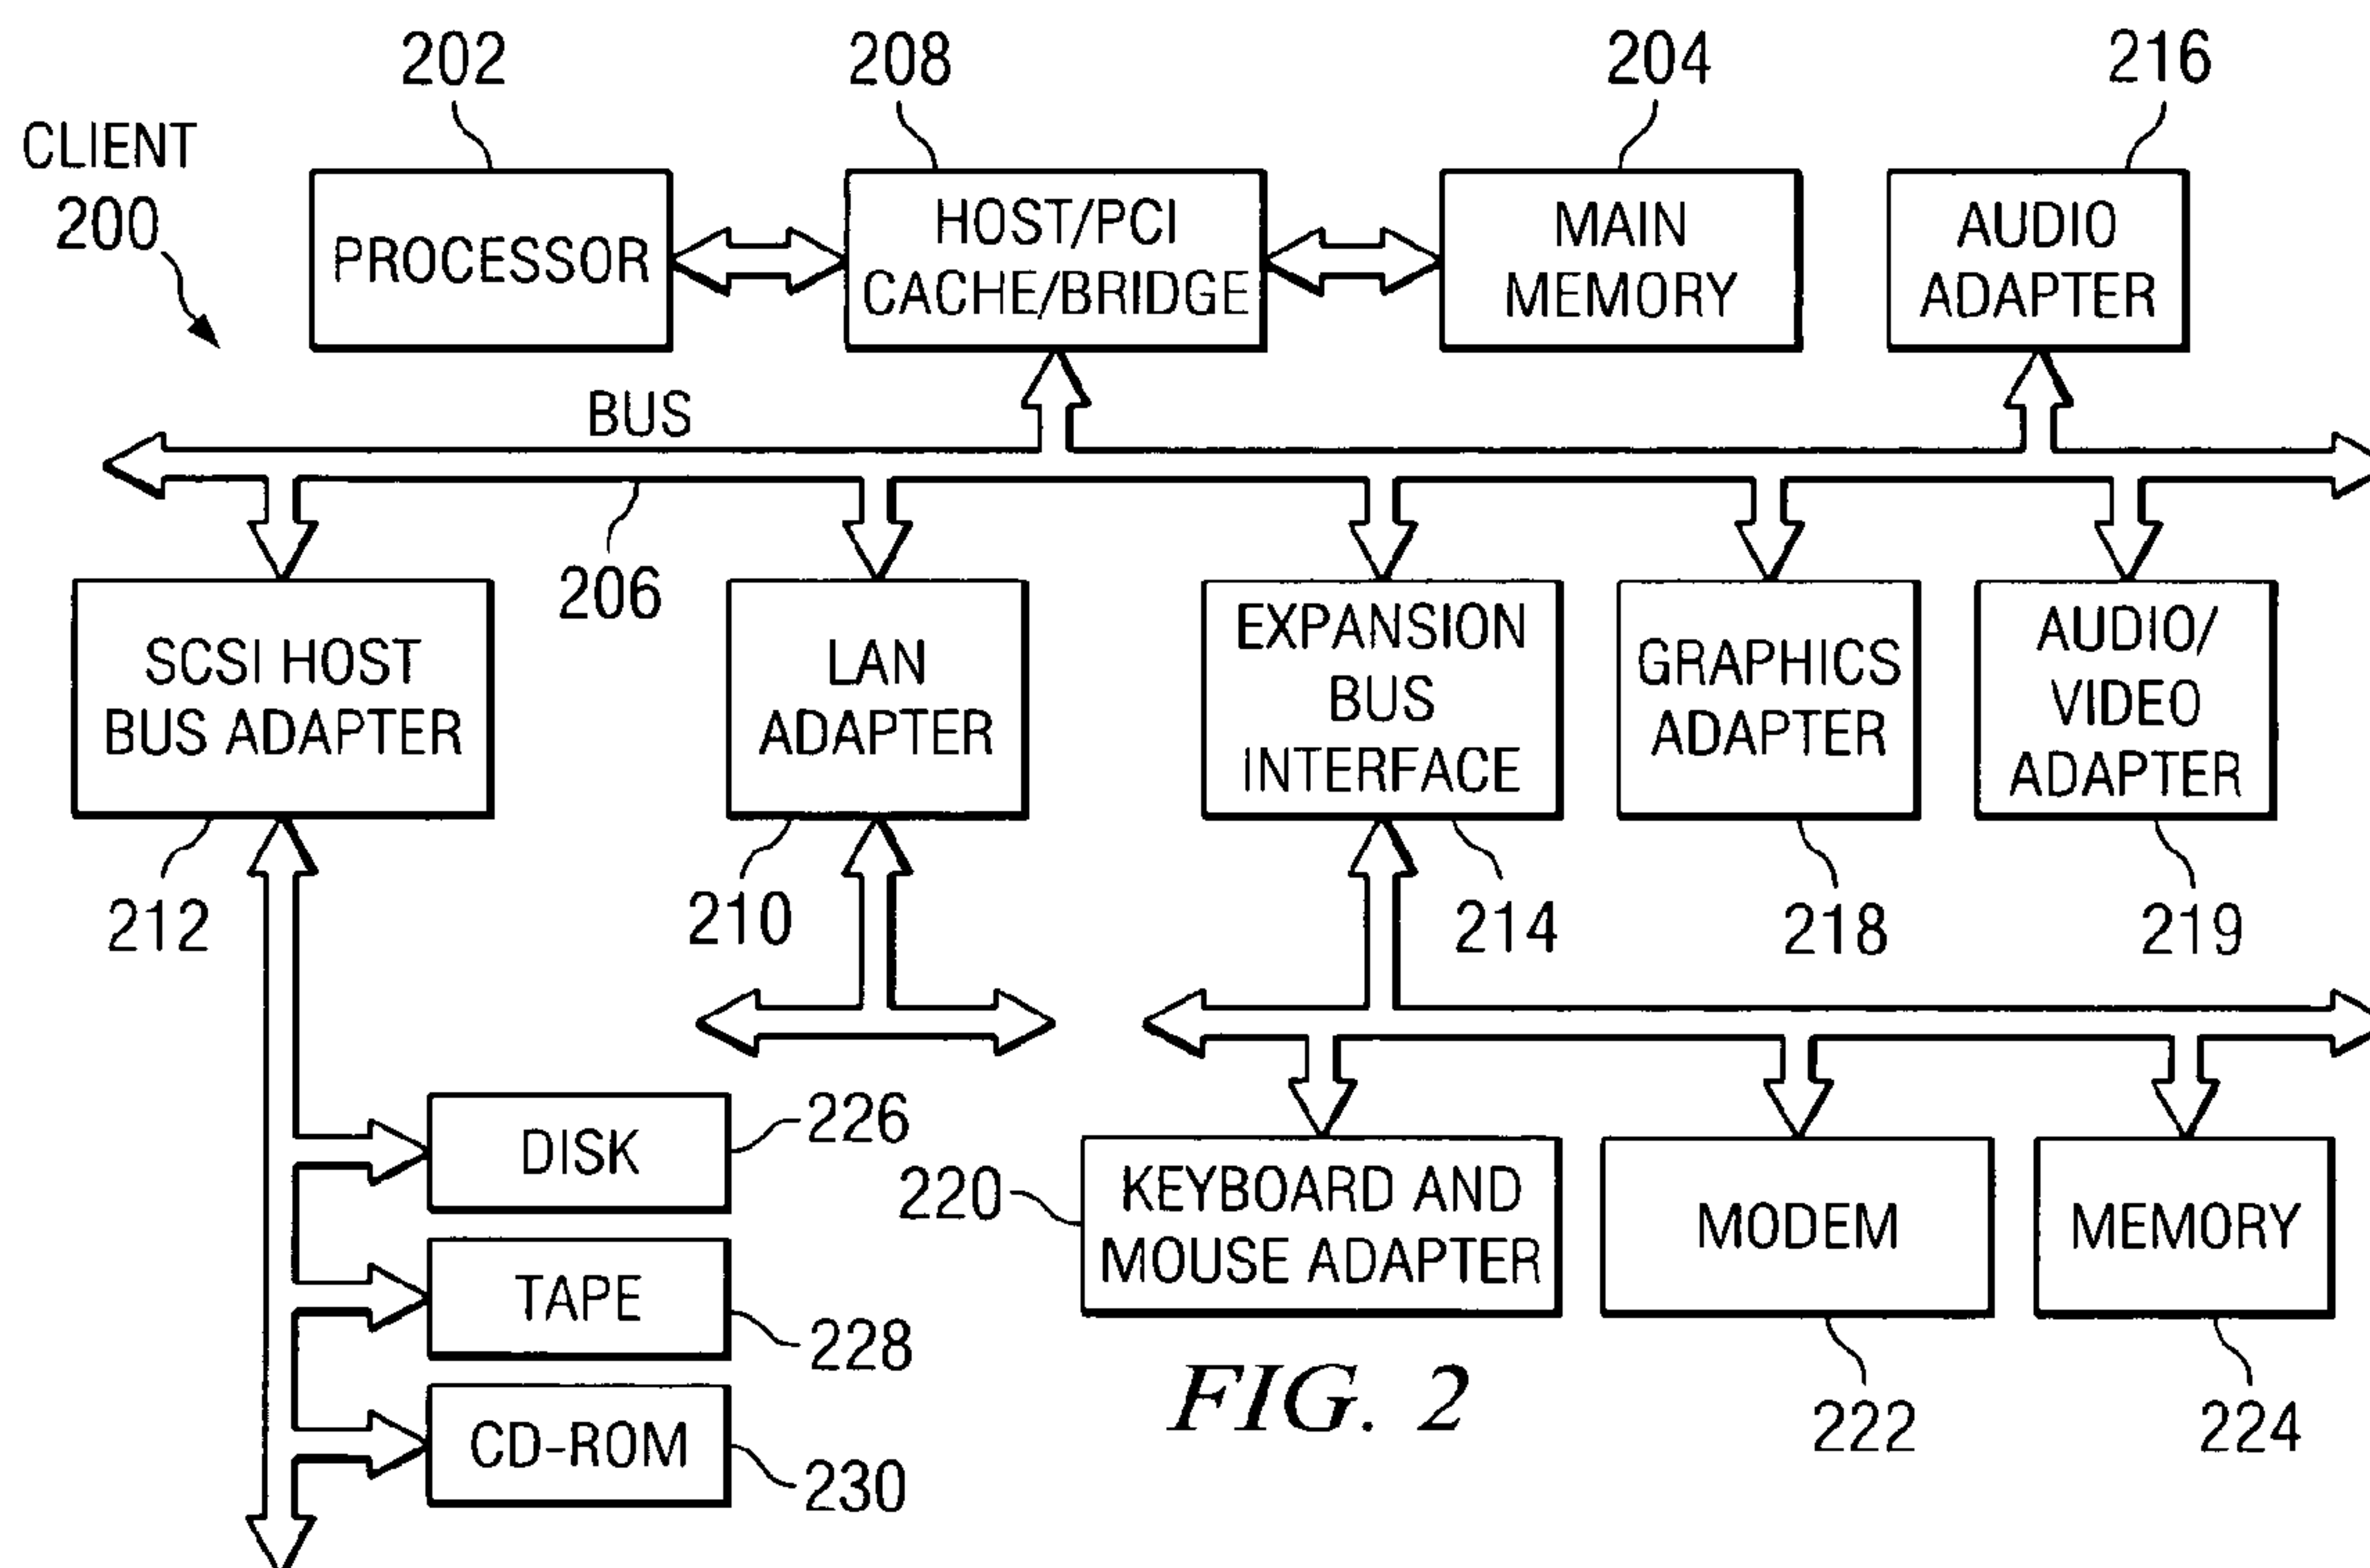 202
208
204
216
CLIENT
200
PROCESSOR
HOST/PCI
CACHE/BRIDGE
MAIN
MEMORY
AUDIO
ADAPTER
BUS
206
SCSI HOST
BUS ADAPTER
LAN
ADAPTER
EXPANSION
BUS
INTERFACE
GRAPHICS
ADAPTER
AUDIO/
VIDEO
ADAPTER
212
210
214
218
219
DISK
226
TAPE
228
CD-ROM
230
220
KEYBOARD AND
MOUSE ADAPTER
MODEM
MEMORY
222
224
FIG. 2